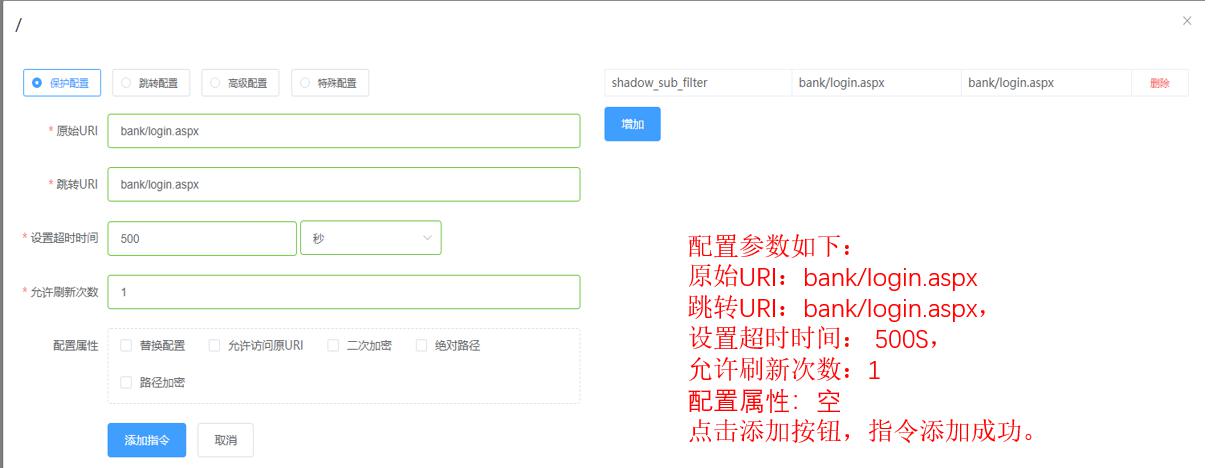 /
保护配置 跳转配置 高级配置 特殊配置
* 原始URI bank/login.aspx
* 跳转URI bank/login.aspx
* 设置超时时间 500 秒
* 允许刷新次数 1
配置属性 替换配置 允许访问原URI 二次加密 绝对路径
路径加密
添加指令 取消
shadow_sub_filter bank/login.aspx bank/login.aspx 删除
增加
配置参数如下：
原始URI：bank/login.aspx
跳转URI：bank/login.aspx，
设置超时时间： 500S，
允许刷新次数：1
配置属性：空
点击添加按钮，指令添加成功。